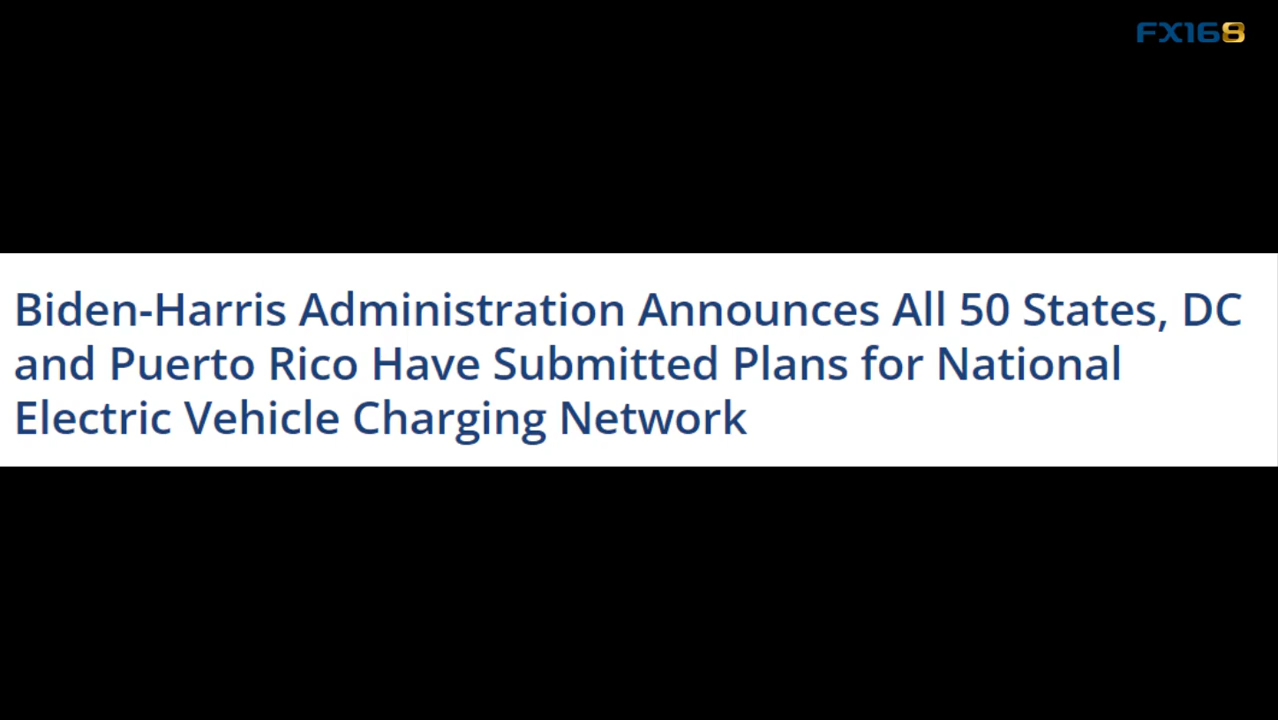 FX168
Biden-Harris Administration Announces All 50 States, DC
and Puerto Rico Have Submitted Plans for National
Electric Vehicle Charging Network